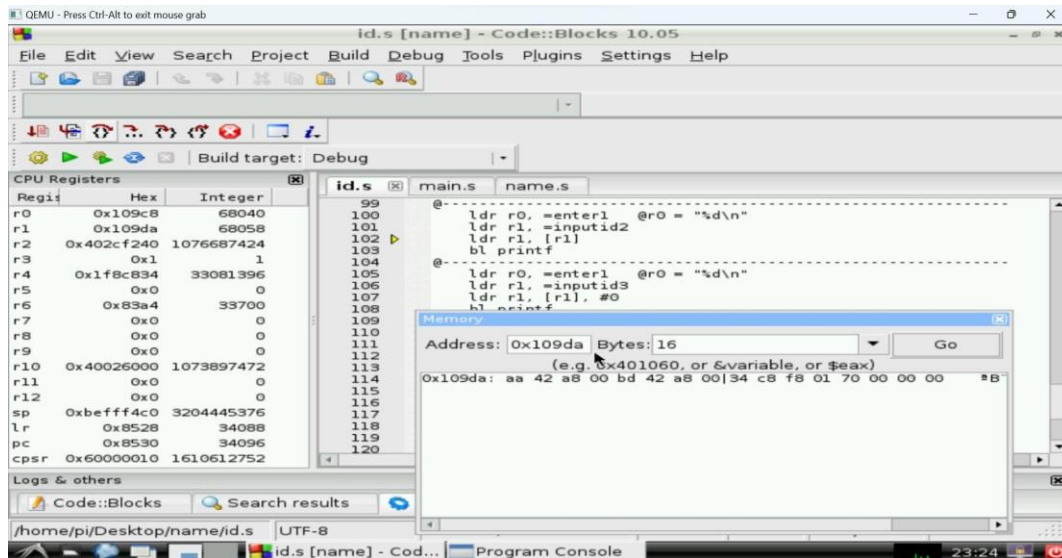 QEMU - Press Ctrl-Alt to exit mouse grab
id.s [name] - Code::Blocks 10.05
File Edit View Search Project Build Debug Tools Plugins Settings Help
Build target: Debug
CPU Registers
Regis Hex Integer
r0 0x109c8 68040
r1 0x109da 68058
r2 0x402cf240 1076687424
r3 0x1 1
r4 0x1f8c834 33081396
r5 0x0 0
r6 0x83a4 33700
r7 0x0 0
r8 0x0 0
r9 0x0 0
r10 0x40026000 1073897472
r11 0x0 0
r12 0x0 0
sp 0xbefff4c0 3204445376
lr 0x8528 34088
pc 0x8530 34096
cpsr 0x60000010 1610612752
id.s main.s name.s
99 @------------------------------------------------
100 ldr r0, =enter1 @r0 = "%d\n"
101 ldr r1, =inputid2
102 ldr r1, [r1]
103 bl printf
104 @------------------------------------------------
105 ldr r0, =enter1 @r0 = "%d\n"
106 ldr r1, =inputid3
107 ldr r1, [r1], #0
108 bl printf
109
110
111
112
113
114
115
116
117
118
119
120
Memory
Address: 0x109da Bytes: 16 Go
(e.g. 0x401060, or &variable, or $eax)
0x109da: aa 42 a8 00 bd 42 a8 00|34 c8 f8 01 70 00 00 00 ªB
Logs & others
Code::Blocks Search results
/home/pi/Desktop/name/id.s UTF-8
id.s [name] - Cod... Program Console 23:24